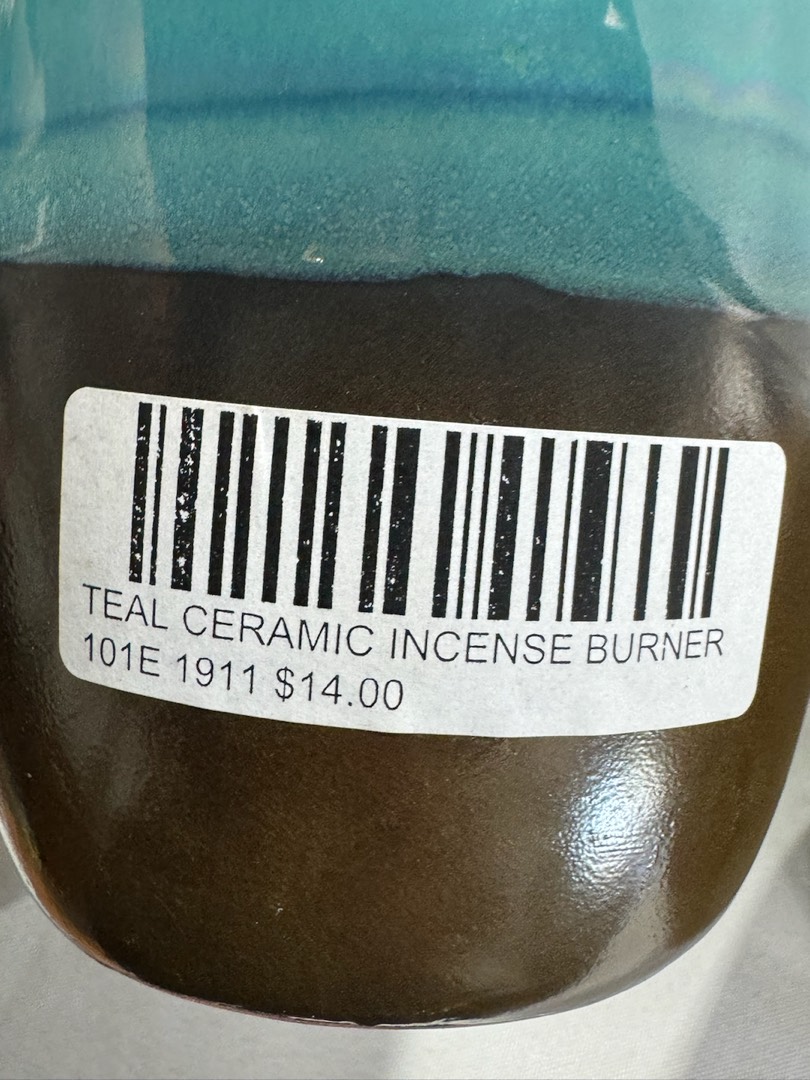 TEAL CERAMIC INCENSE BURNER
101E 1911 $14.00